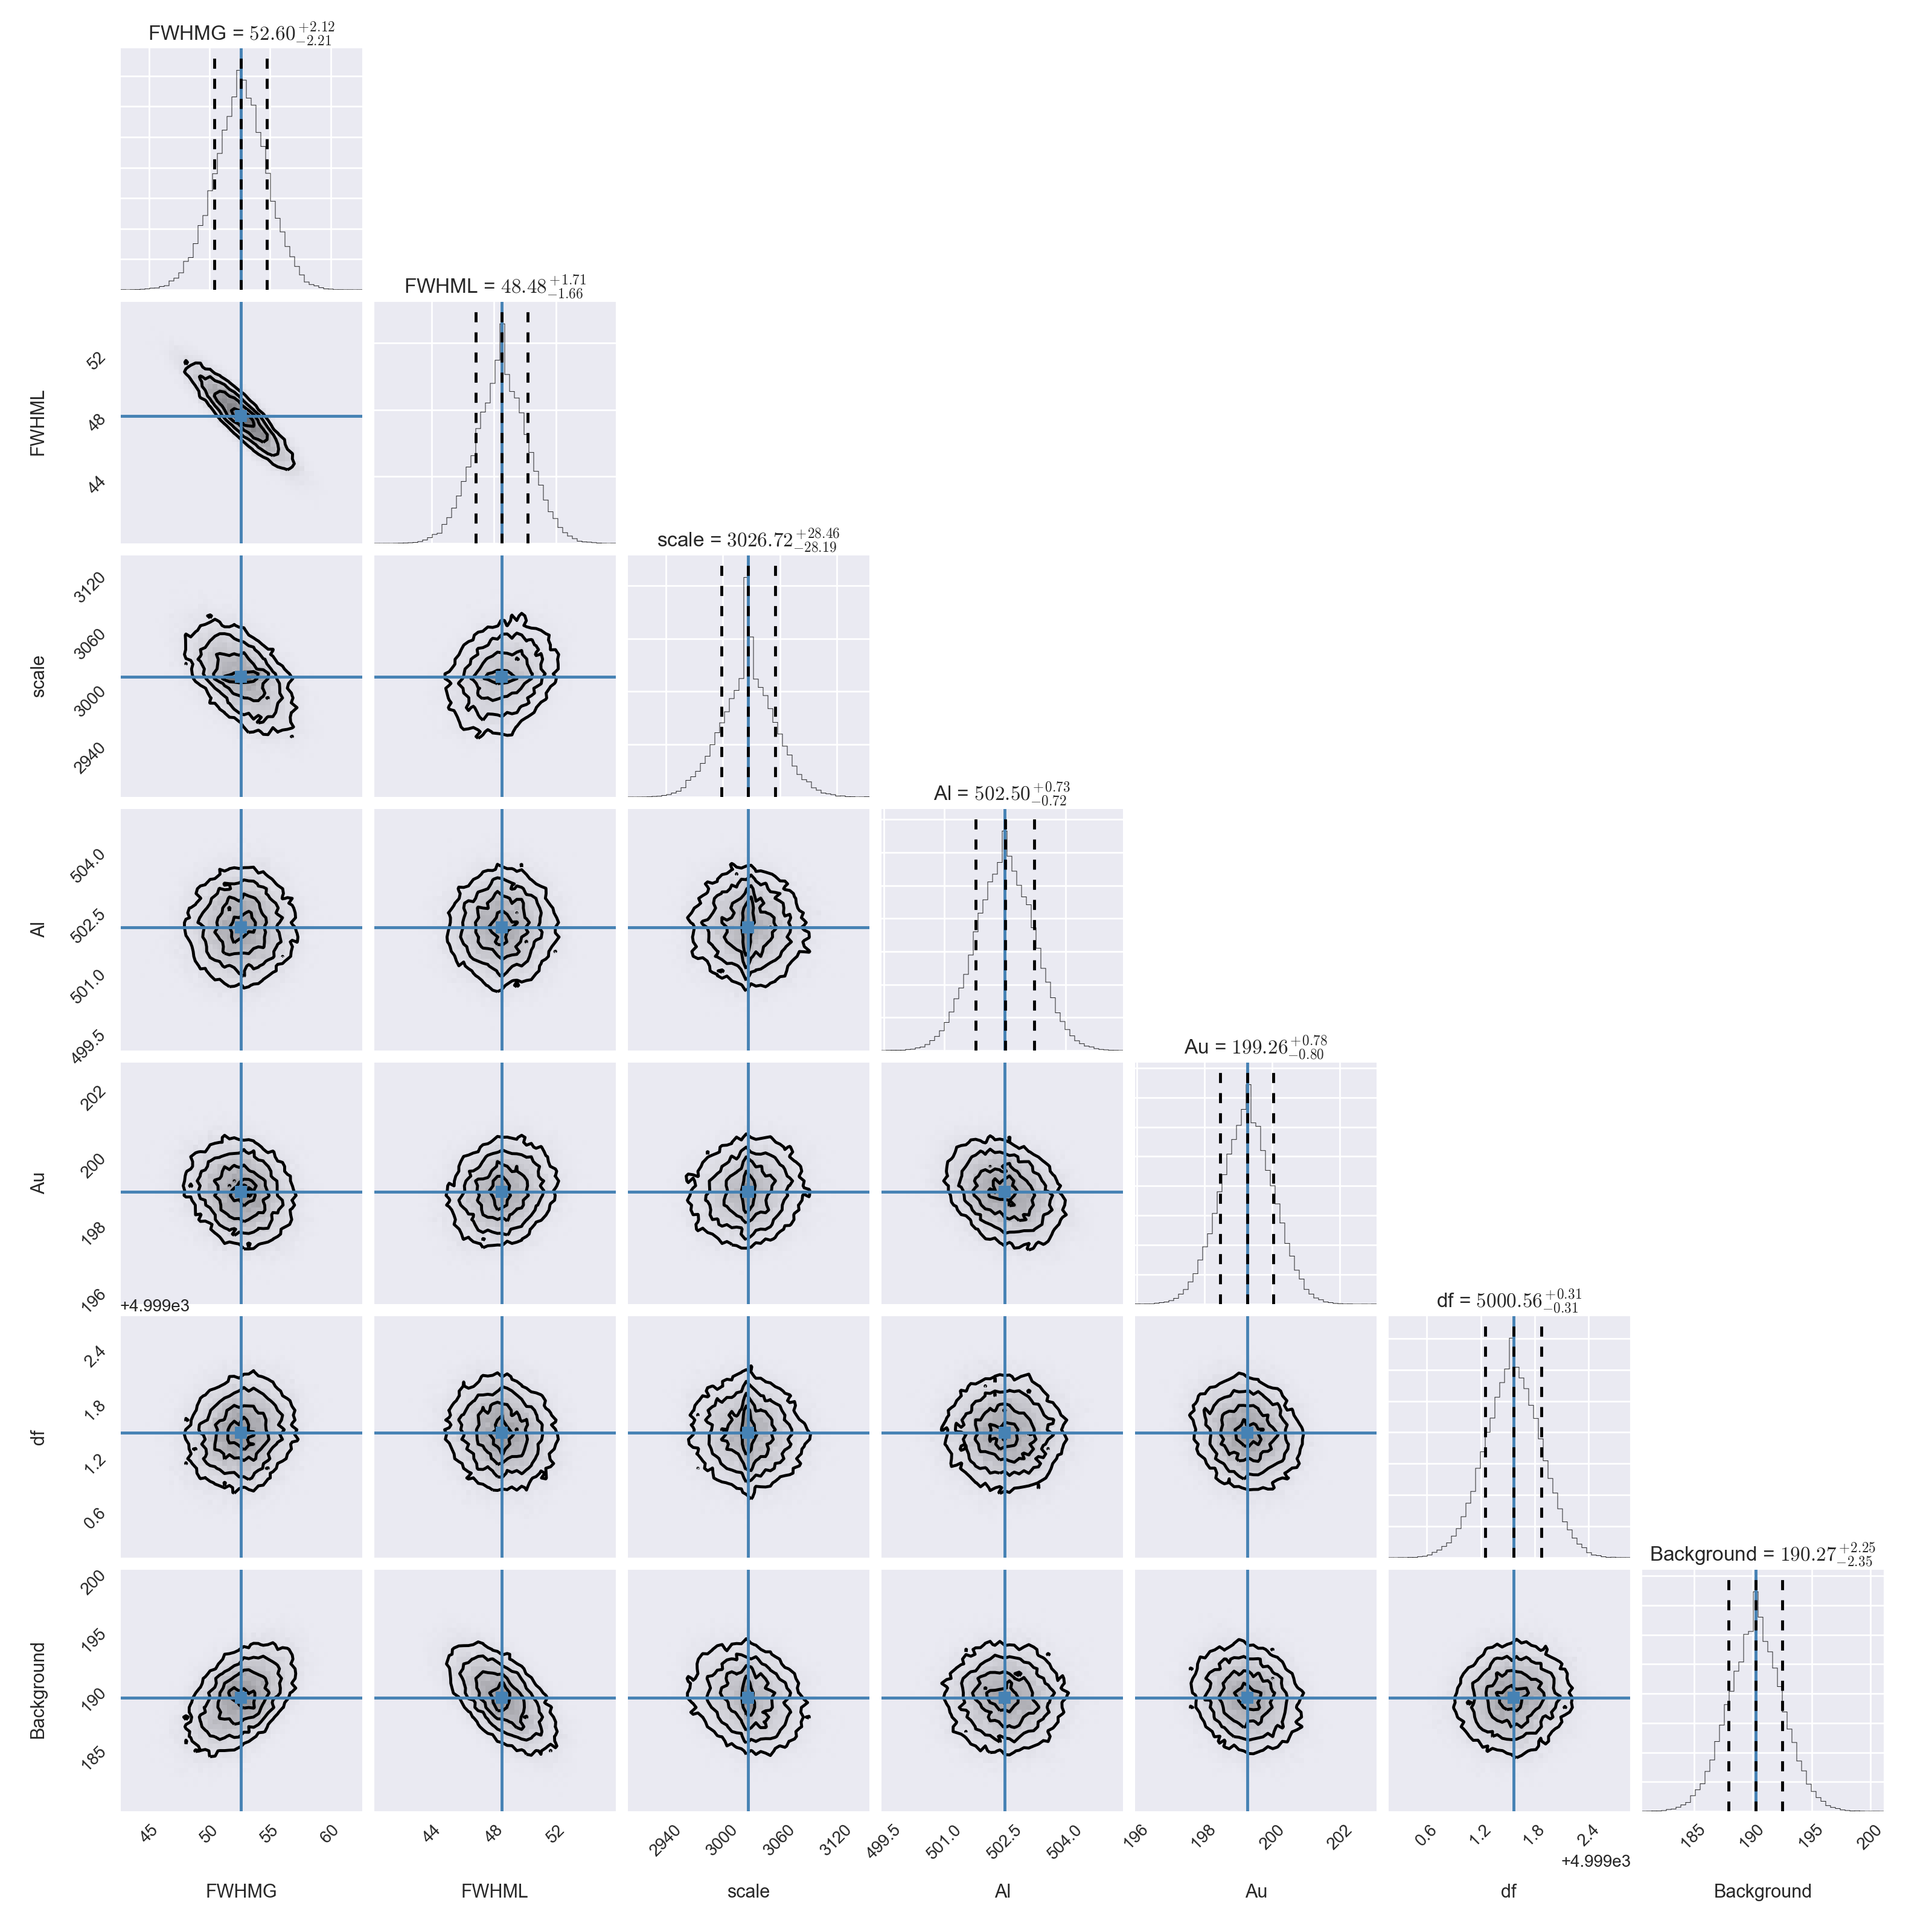 FWHMG = 52.60+2.12−2.21
FWHML = 48.48+1.71−1.66
52
48
44
FWHML
scale = 3026.72+28.46−28.19
3120
3060
3000
2940
scale
Al = 502.50+0.73−0.72
504.0
502.5
501.0
499.5
Al
Au = 199.26+0.78−0.80
202
200
198
196
Au
+4.999e3
df = 5000.56+0.31−0.31
2.4
1.8
1.2
0.6
df
Background = 190.27+2.25−2.35
200
195
190
185
Background
45 50 55 60 44 48 52 2940 3000 3060 3120 499.5 501.0 502.5 504.0 196 198 200 202 0.6 1.2 1.8 2.4 185 190 195 200
+4.999e3
FWHMG FWHML scale Al Au df Background